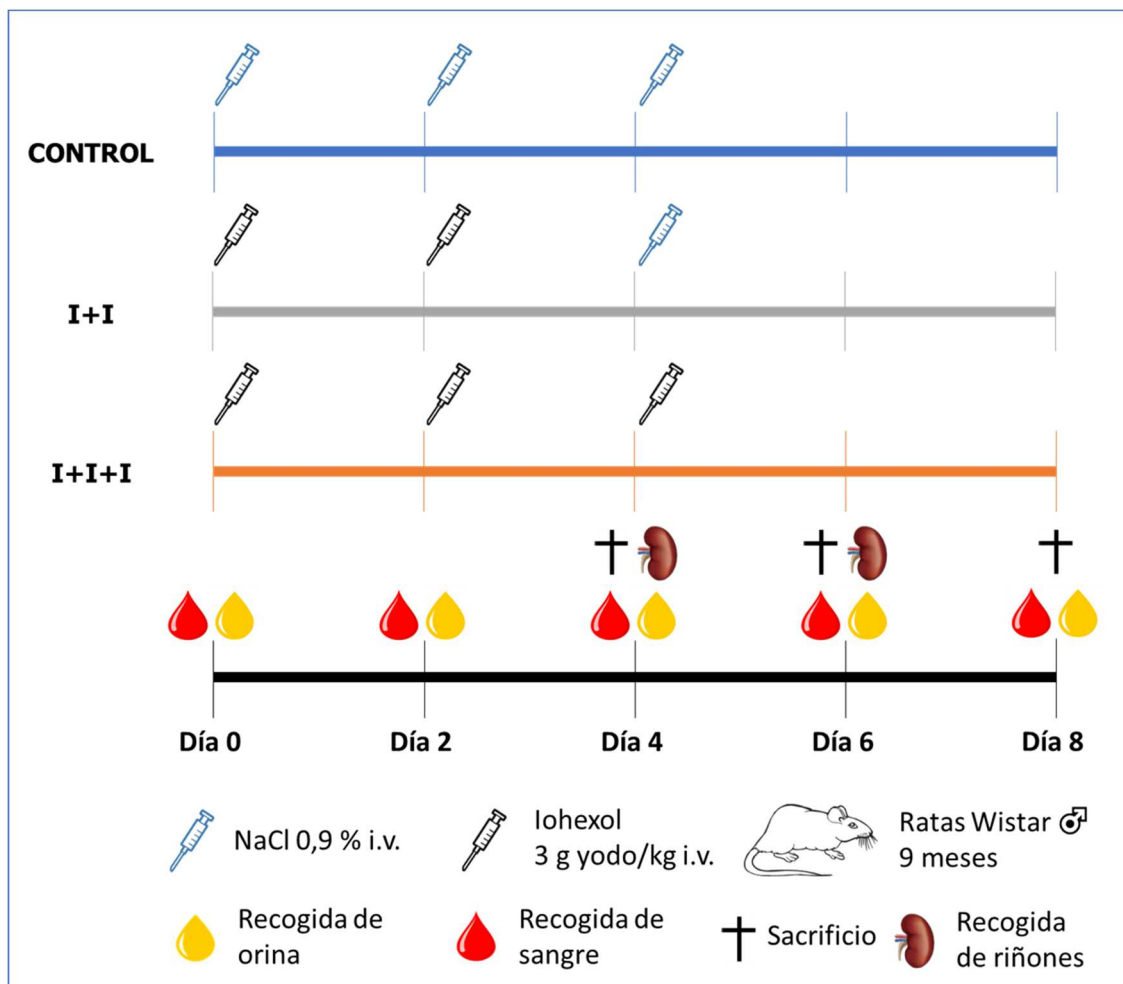 CONTROL
I+I
I+I+I
Día 0
Día 2
Día 4
Día 6
Día 8
NaCl 0,9 % i.v.
Iohexol
3 g yodo/kg i.v.
Ratas Wistar ♂
9 meses
Recogida de
orina
Recogida de
sangre
Sacrificio
Recogida
de riñones